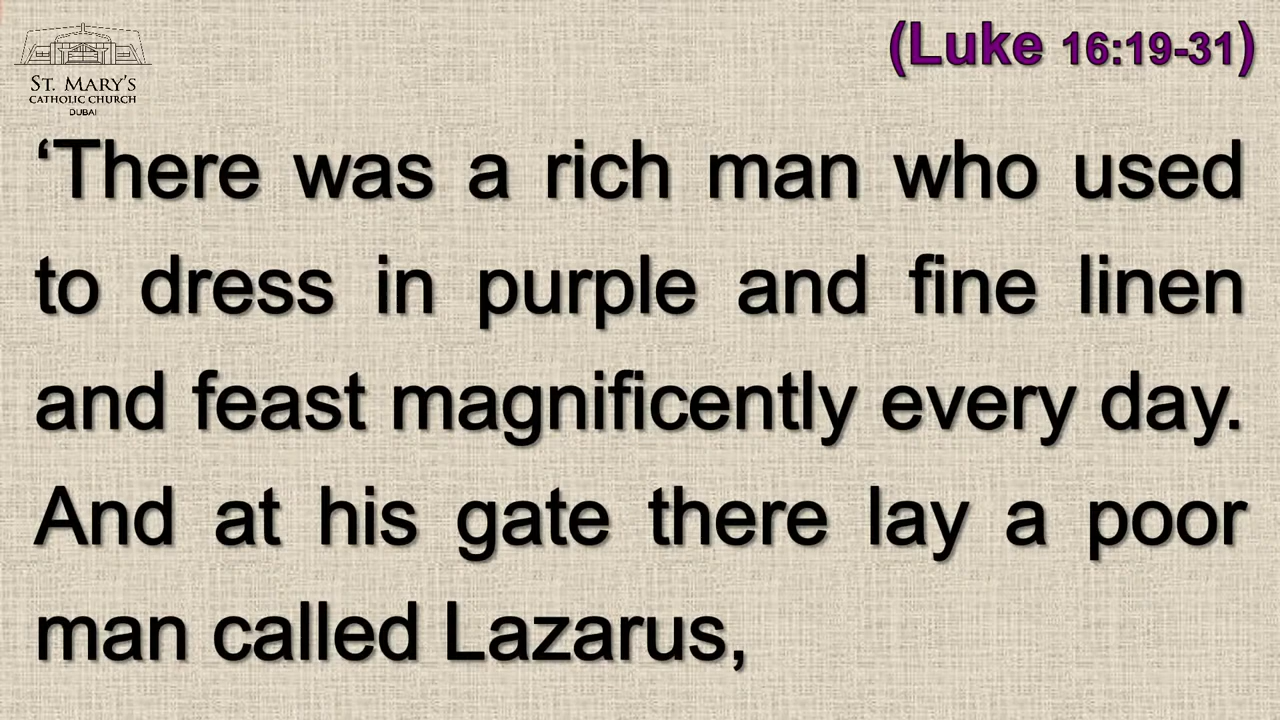 ST. MARY'S
CATHOLIC CHURCH
DUBAI
(Luke 16:19-31)
‘There was a rich man who used
to dress in purple and fine linen
and feast magnificently every day.
And at his gate there lay a poor
man called Lazarus,